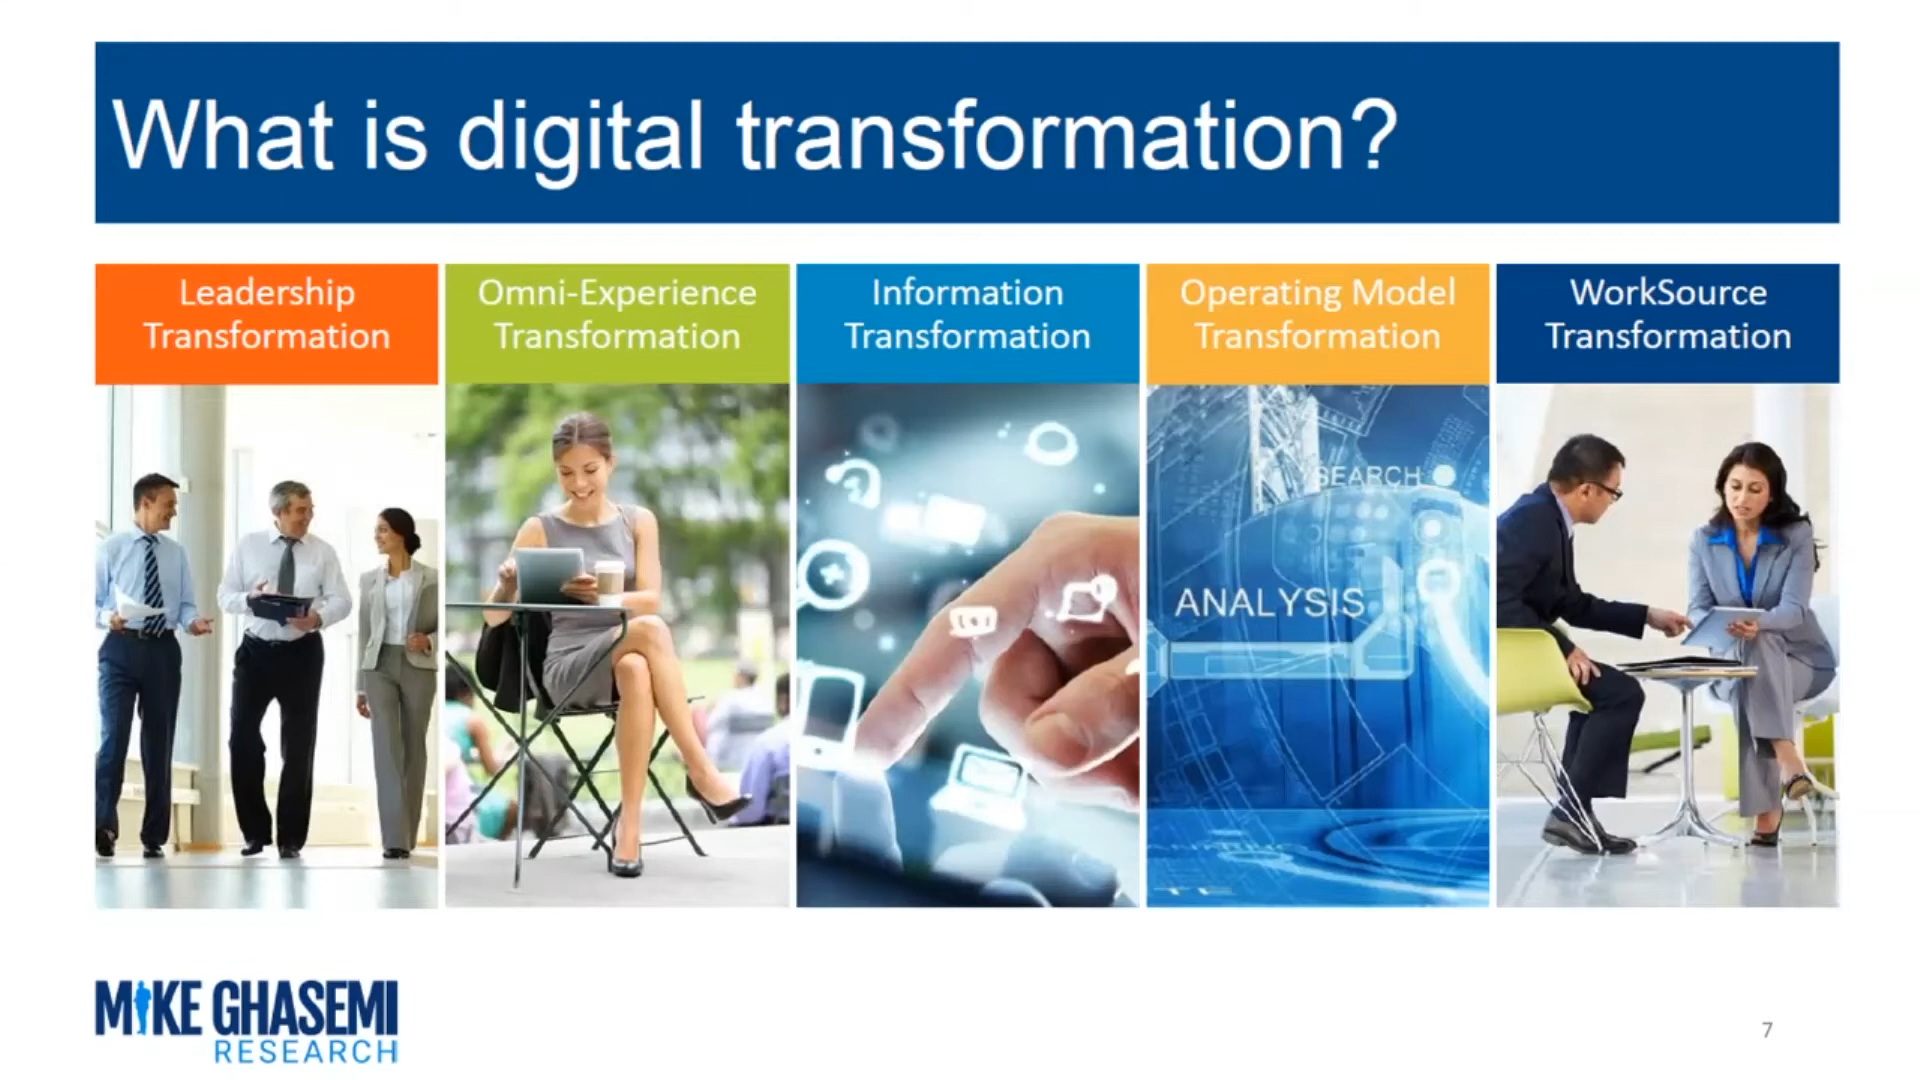 What is digital transformation?
Leadership
Transformation
Omni-Experience
Transformation
Information
Transformation
Operating Model
Transformation
WorkSource
Transformation
SEARCH
ANALYSIS
MIKE GHASEMI
RESEARCH
7